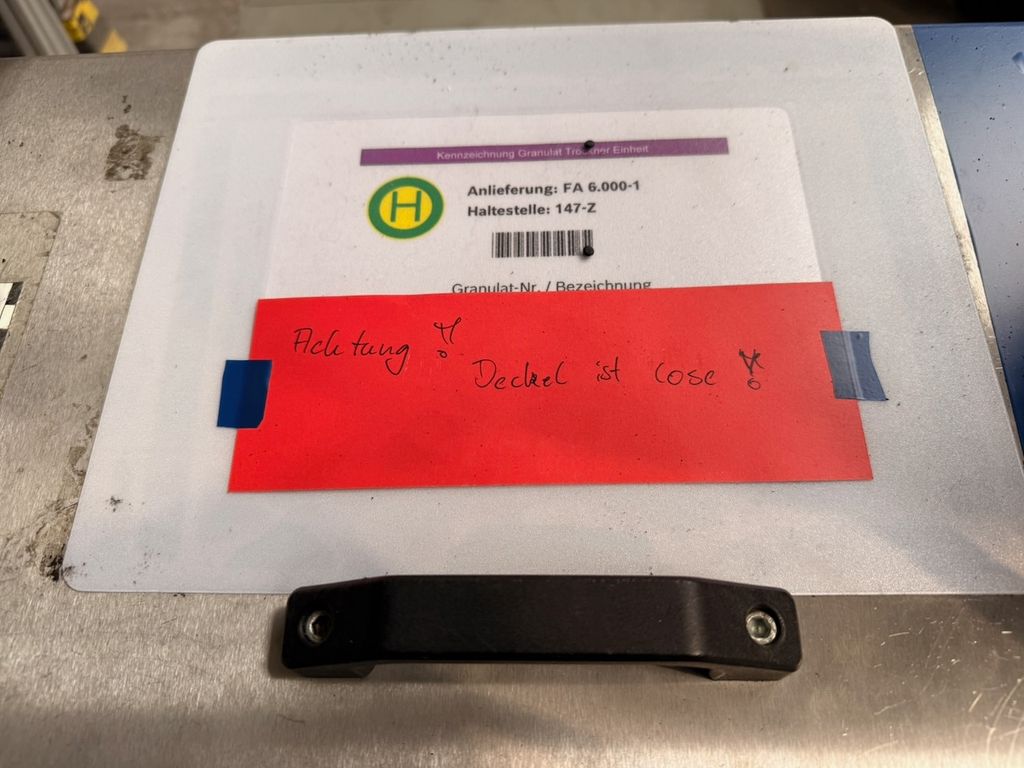 Kennzeichnung Granulat Trockner Einheit
H
Anlieferung: FA 6.000-1
Haltestelle: 147-Z
Granulat-Nr. / Bezeichnung
Achtung !!
Deckel ist lose !!